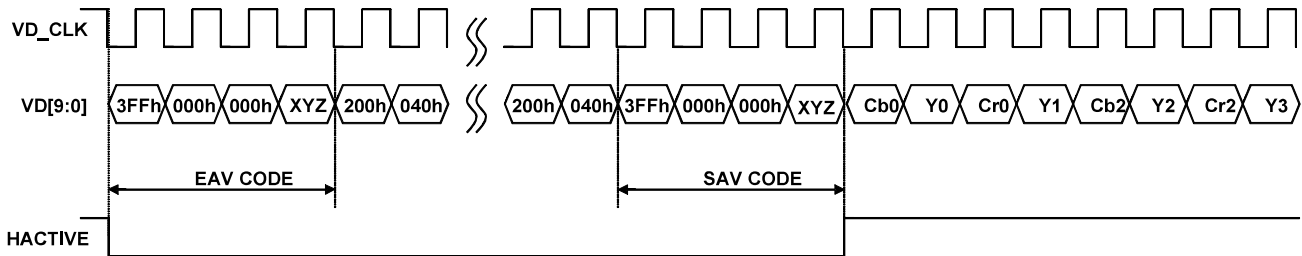 VD_CLK
VD[9:0] 3FFh 000h 000h XYZ 200h 040h 200h 040h 3FFh 000h 000h XYZ Cb0 Y0 Cr0 Y1 Cb2 Y2 Cr2 Y3
EAV CODE SAV CODE
HACTIVE